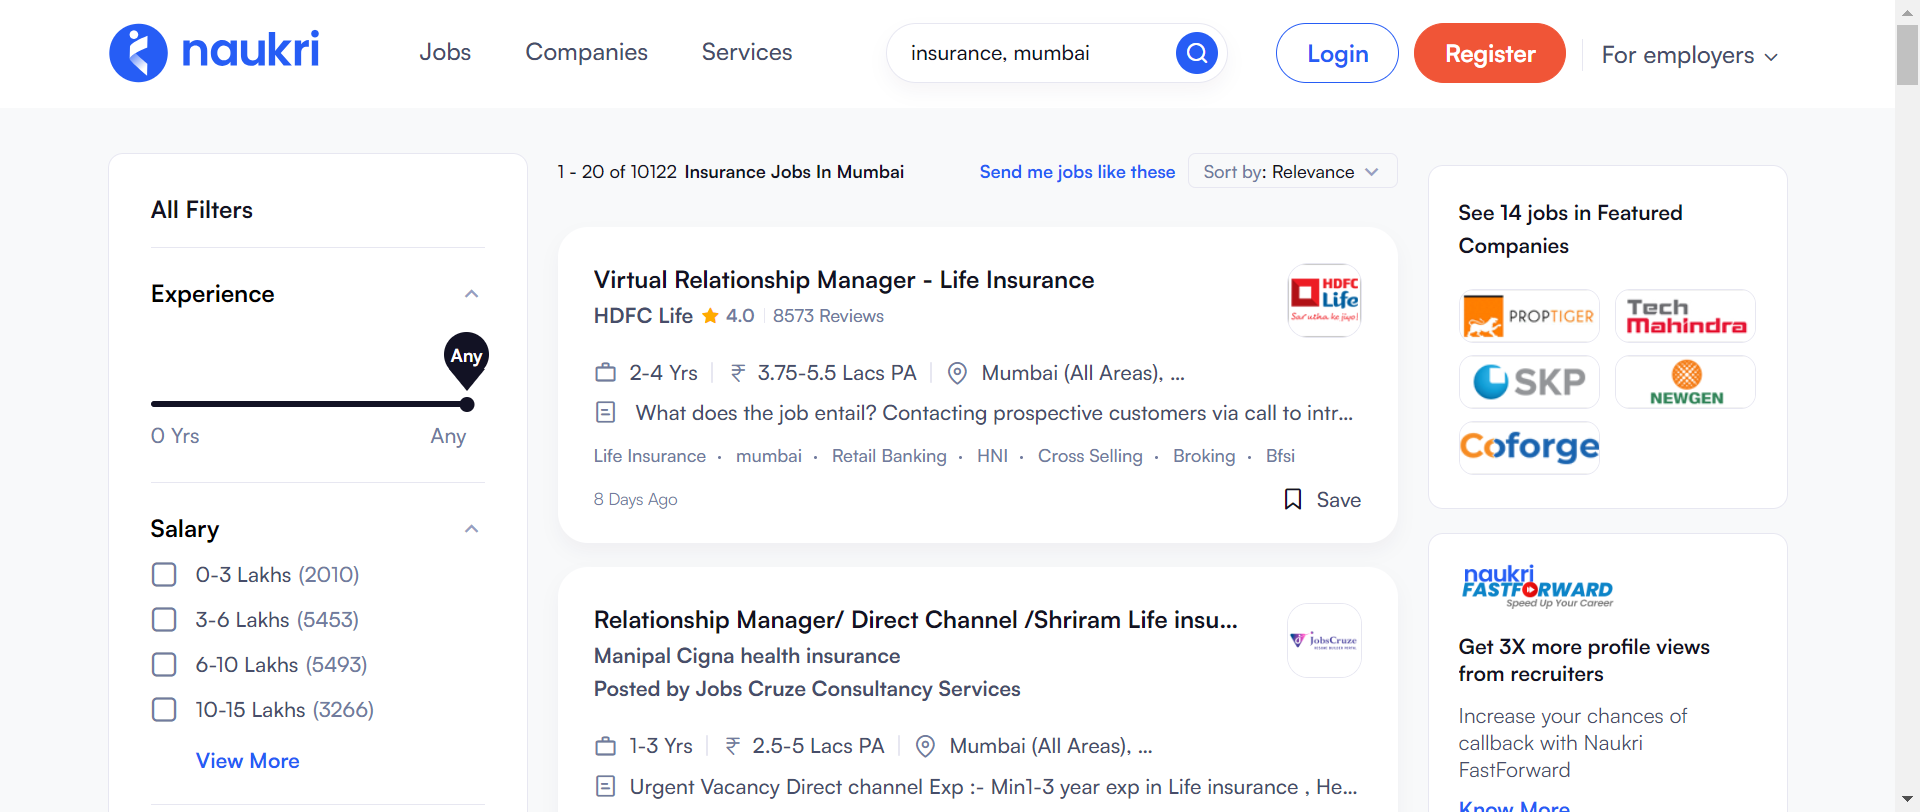 naukri
Jobs
Companies
Services
insurance, mumbai
Login
Register
For employers
All Filters
Experience
Any
0 Yrs
Any
Salary
0-3 Lakhs (2010)
3-6 Lakhs (5453)
6-10 Lakhs (5493)
10-15 Lakhs (3266)
View More
1 - 20 of 10122 Insurance Jobs In Mumbai
Send me jobs like these
Sort by: Relevance
Virtual Relationship Manager - Life Insurance
HDFC Life 4.0 8573 Reviews
HDFC
Life
Sar utha ke jiyo!
2-4 Yrs ₹ 3.75-5.5 Lacs PA Mumbai (All Areas), ...
What does the job entail? Contacting prospective customers via call to intr...
Life Insurance · mumbai · Retail Banking · HNI · Cross Selling · Broking · Bfsi
8 Days Ago
Save
Relationship Manager/ Direct Channel /Shriram Life insu...
Manipal Cigna health insurance
Posted by Jobs Cruze Consultancy Services
JobsCruze
1-3 Yrs ₹ 2.5-5 Lacs PA Mumbai (All Areas), ...
Urgent Vacancy Direct channel Exp :- Min1-3 year exp in Life insurance , He...
See 14 jobs in Featured
Companies
PROPTIGER
Tech
Mahindra
SKP
NEWGEN
Coforge
naukri
FASTFORWARD
Speed Up Your Career
Get 3X more profile views
from recruiters
Increase your chances of
callback with Naukri
FastForward
Know More